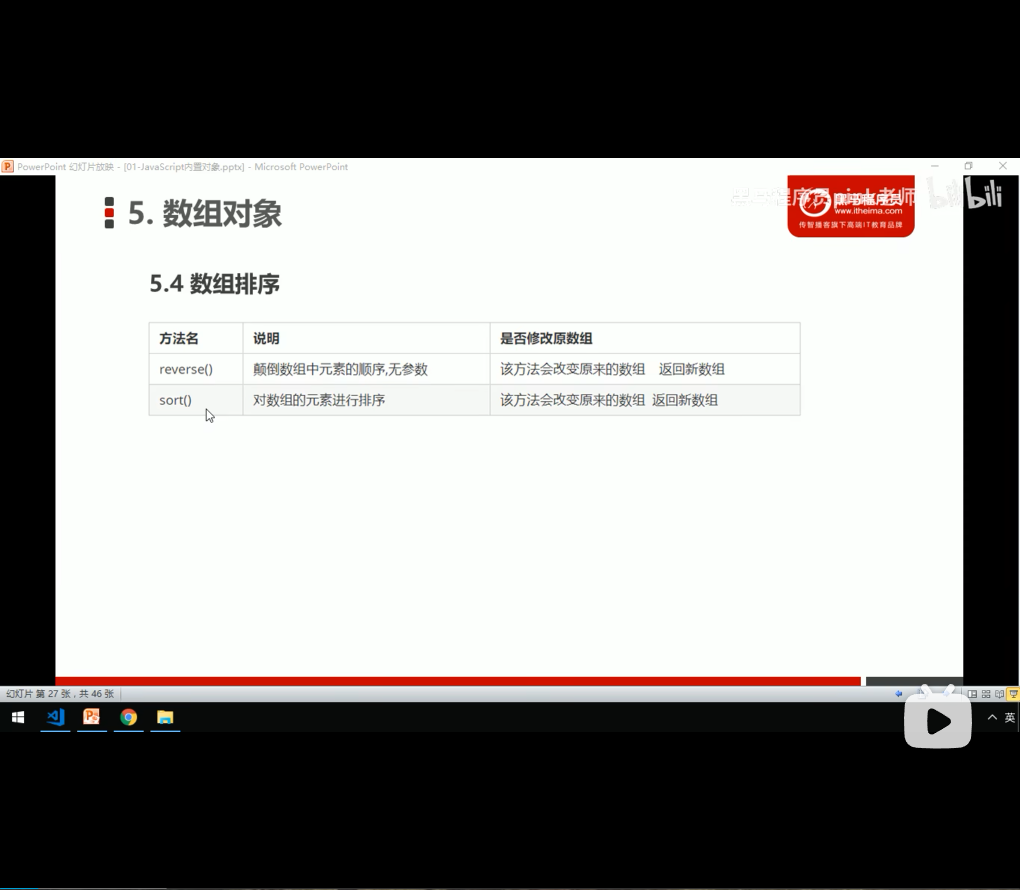 PowerPoint 幻灯片放映 - [01-JavaScript内置对象.pptx] - Microsoft PowerPoint
5. 数组对象
程序员pink老师
bilibili
www.itheima.com
传智播客旗下高端IT教育品牌
5.4 数组排序
方法名 说明 是否修改原数组
reverse() 颠倒数组中元素的顺序,无参数 该方法会改变原来的数组 返回新数组
sort() 对数组的元素进行排序 该方法会改变原来的数组 返回新数组
幻灯片 第 27 张，共 46 张
英